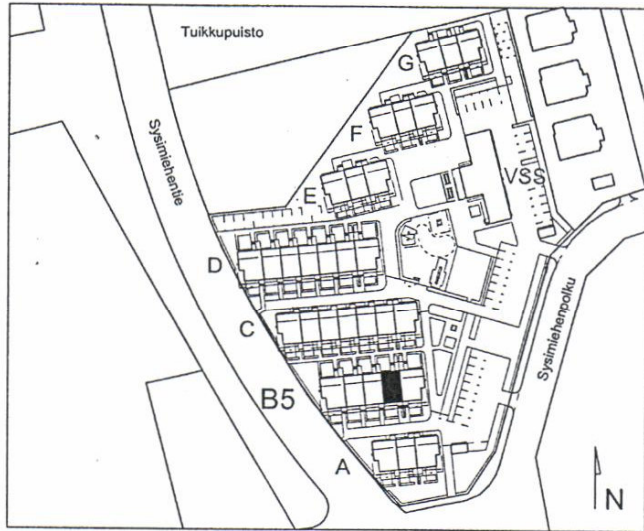 Tuikkupuisto
G
F
Sysimiehentie
E
VSS
D
C
Sysimiehenpolku
B5
A
N